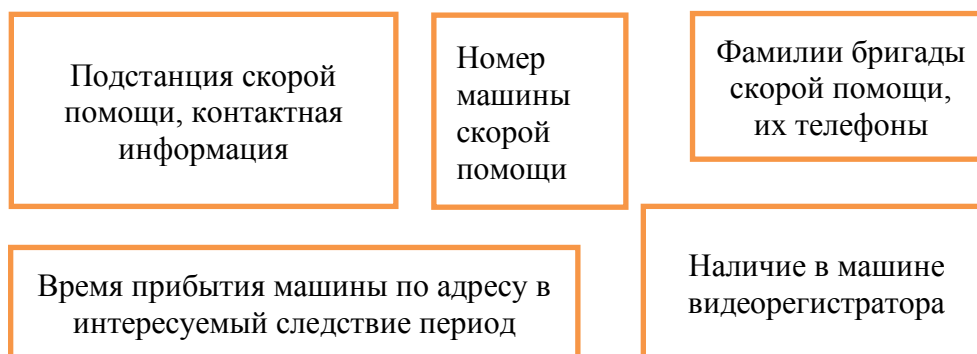 Подстанция скорой
помощи, контактная
информация
Номер
машины
скорой
помощи
Фамилии бригады
скорой помощи,
их телефоны
Время прибытия машины по адресу в
интересуемый следствие период
Наличие в машине
видеорегистратора